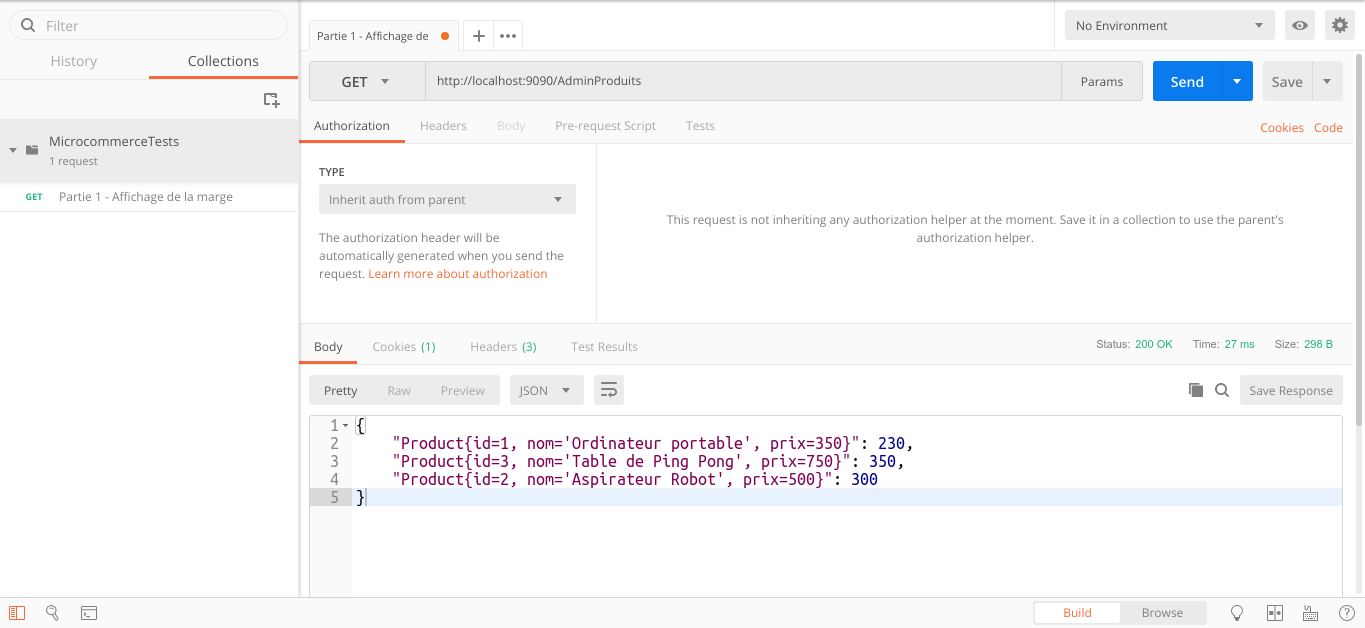 Filter
History Collections
MicrocommerceTests
1 request
GET Partie 1 - Affichage de la marge
Partie 1 - Affichage de
No Environment
GET http://localhost:9090/AdminProduits Params Send Save
Authorization Headers Body Pre-request Script Tests Cookies Code
TYPE
Inherit auth from parent
The authorization header will be
automatically generated when you send the
request. Learn more about authorization
This request is not inheriting any authorization helper at the moment. Save it in a collection to use the parent's
authorization helper.
Body Cookies (1) Headers (3) Test Results Status: 200 OK Time: 27 ms Size: 298 B
Pretty Raw Preview JSON Save Response
1 {
2 "Product{id=1, nom='Ordinateur portable', prix=350}": 230,
3 "Product{id=3, nom='Table de Ping Pong', prix=750}": 350,
4 "Product{id=2, nom='Aspirateur Robot', prix=500}": 300
5 }
Build Browse